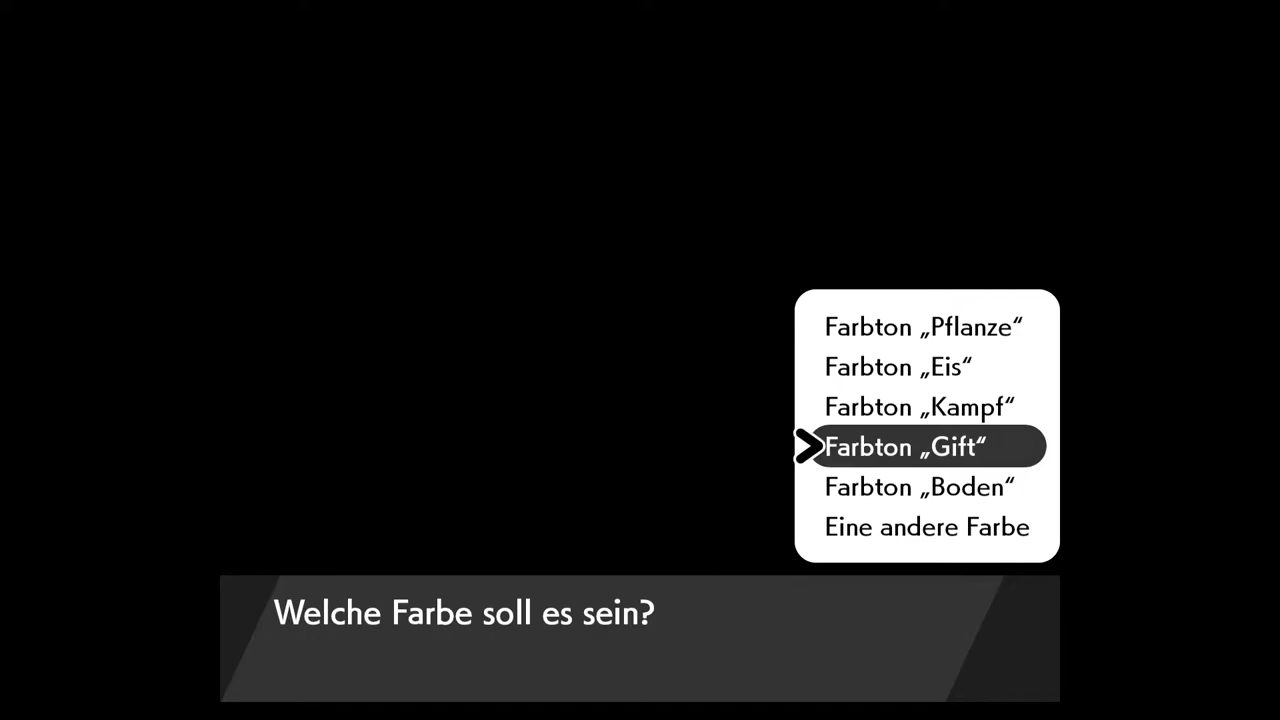 Farbton „Pflanze“
Farbton „Eis“
Farbton „Kampf“
Farbton „Gift“
Farbton „Boden“
Eine andere Farbe
Welche Farbe soll es sein?